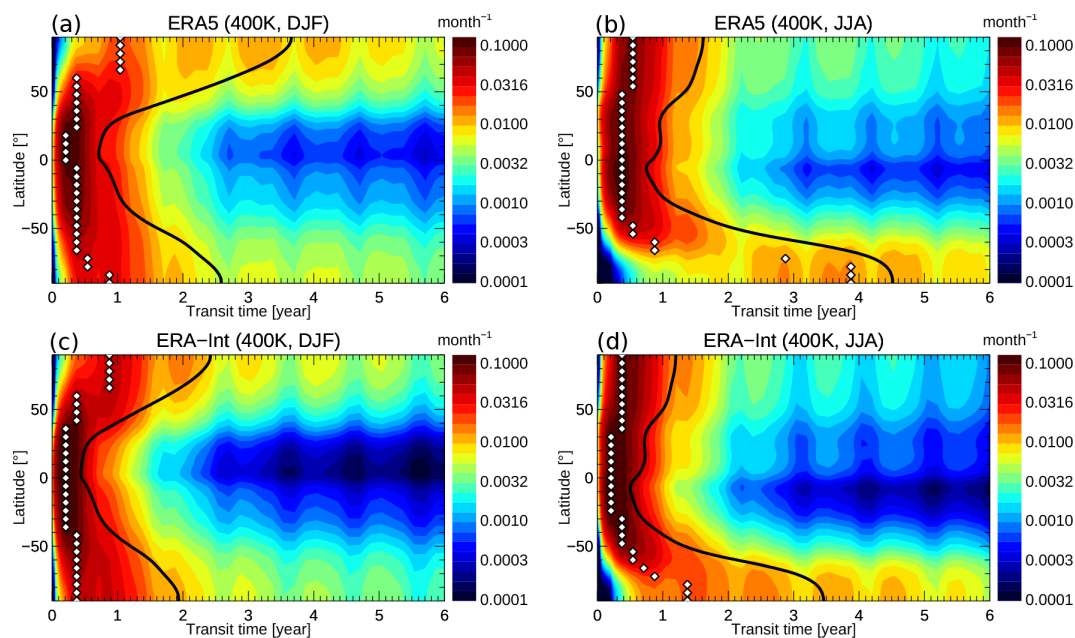 (a) ERA5 (400K, DJF) month⁻¹
0.1000
0.0316
0.0100
0.0032
0.0010
0.0003
0.0001
50
0
−50
Latitude [°]
0 1 2 3 4 5 6
Transit time [year]
(b) ERA5 (400K, JJA) month⁻¹
0.1000
0.0316
0.0100
0.0032
0.0010
0.0003
0.0001
50
0
−50
Latitude [°]
0 1 2 3 4 5 6
Transit time [year]
(c) ERA−Int (400K, DJF) month⁻¹
0.1000
0.0316
0.0100
0.0032
0.0010
0.0003
0.0001
50
0
−50
Latitude [°]
0 1 2 3 4 5 6
Transit time [year]
(d) ERA−Int (400K, JJA) month⁻¹
0.1000
0.0316
0.0100
0.0032
0.0010
0.0003
0.0001
50
0
−50
Latitude [°]
0 1 2 3 4 5 6
Transit time [year]